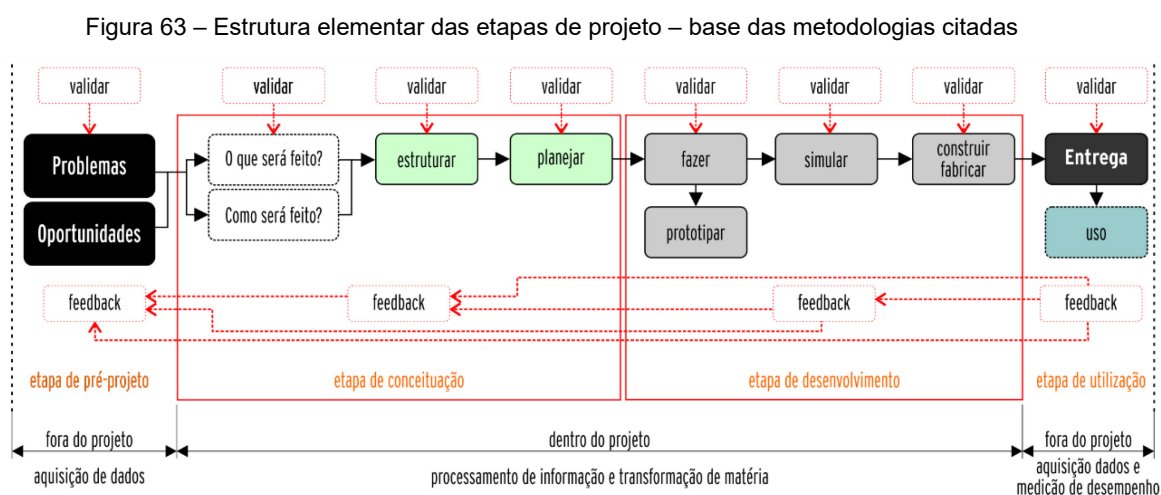 Figura 63 – Estrutura elementar das etapas de projeto – base das metodologias citadas
validar
validar
validar
validar
validar
validar
validar
validar
Problemas
Oportunidades
O que será feito?
Como será feito?
estruturar
planejar
fazer
prototipar
simular
construir
fabricar
Entrega
uso
feedback
feedback
feedback
feedback
etapa de pré-projeto
etapa de conceituação
etapa de desenvolvimento
etapa de utilização
fora do projeto
dentro do projeto
fora do projeto
aquisição de dados
processamento de informação e transformação de matéria
aquisição dados e
medição de desempenho